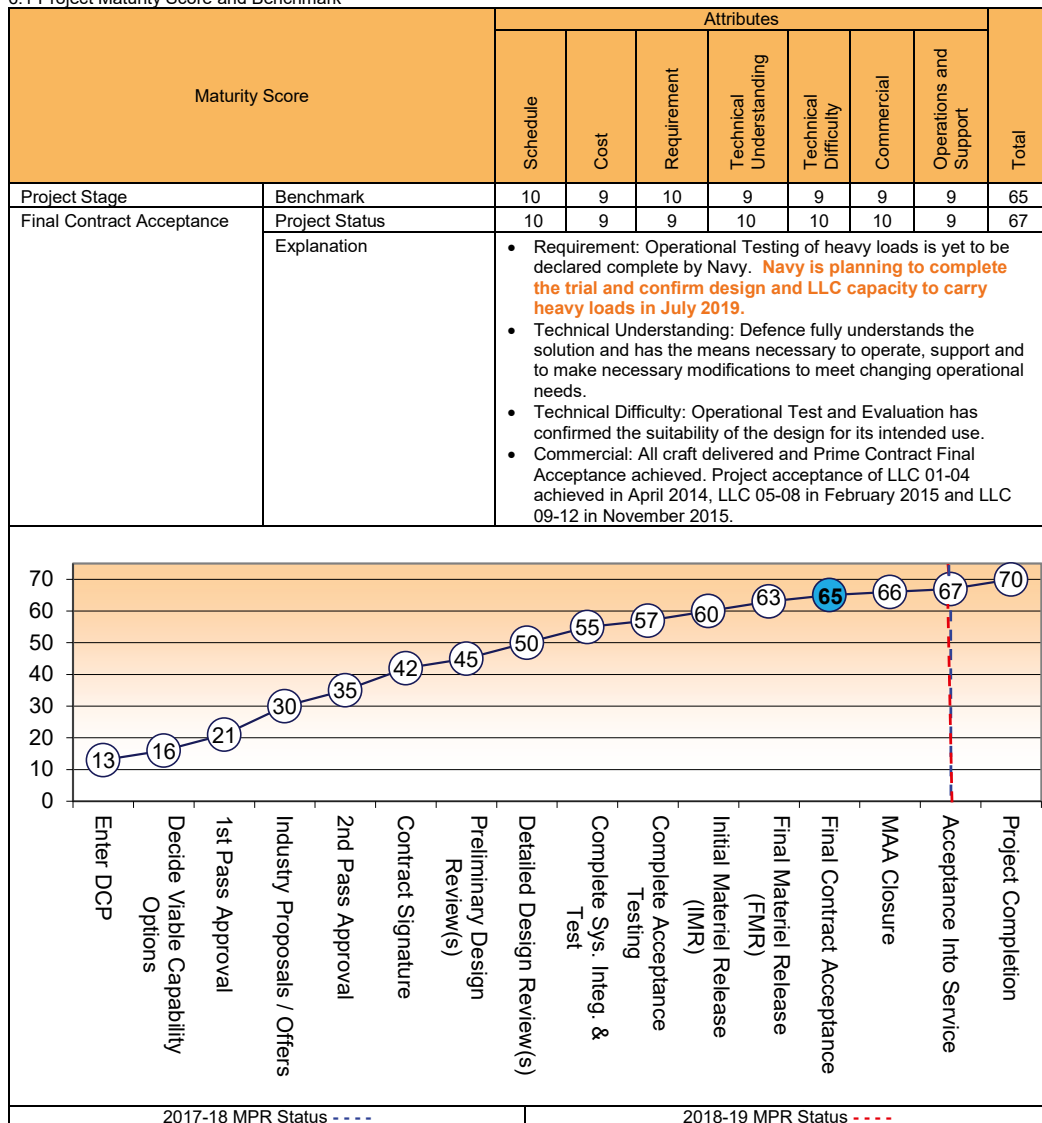 Attributes
Maturity Score
Schedule
Cost
Requirement
Technical
Understanding
Technical
Difficulty
Commercial
Operations and
Support
Total
Project Stage Benchmark 10 9 10 9 9 9 9 65
Final Contract Acceptance Project Status 10 9 9 10 10 10 9 67
Explanation
• Requirement: Operational Testing of heavy loads is yet to be
declared complete by Navy. Navy is planning to complete
the trial and confirm design and LLC capacity to carry
heavy loads in July 2019.
• Technical Understanding: Defence fully understands the
solution and has the means necessary to operate, support and
to make necessary modifications to meet changing operational
needs.
• Technical Difficulty: Operational Test and Evaluation has
confirmed the suitability of the design for its intended use.
• Commercial: All craft delivered and Prime Contract Final
Acceptance achieved. Project acceptance of LLC 01-04
achieved in April 2014, LLC 05-08 in February 2015 and LLC
09-12 in November 2015.
70
60
50
40
30
20
10
0
13
16
21
30
35
42
45
50
55
57
60
63
65
66
67
70
Enter DCP
Decide Viable Capability
Options
1st Pass Approval
Industry Proposals / Offers
2nd Pass Approval
Contract Signature
Preliminary Design
Review(s)
Detailed Design Review(s)
Complete Sys. Integ. &
Test
Complete Acceptance
Testing
Initial Materiel Release
(IMR)
Final Materiel Release
(FMR)
Final Contract Acceptance
MAA Closure
Acceptance Into Service
Project Completion
2017-18 MPR Status - - - -
2018-19 MPR Status - - - -